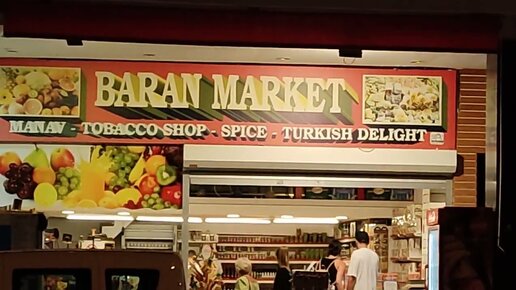 BARAN MARKET
MANAV - TOBACCO SHOP - SPICE - TURKISH DELIGHT